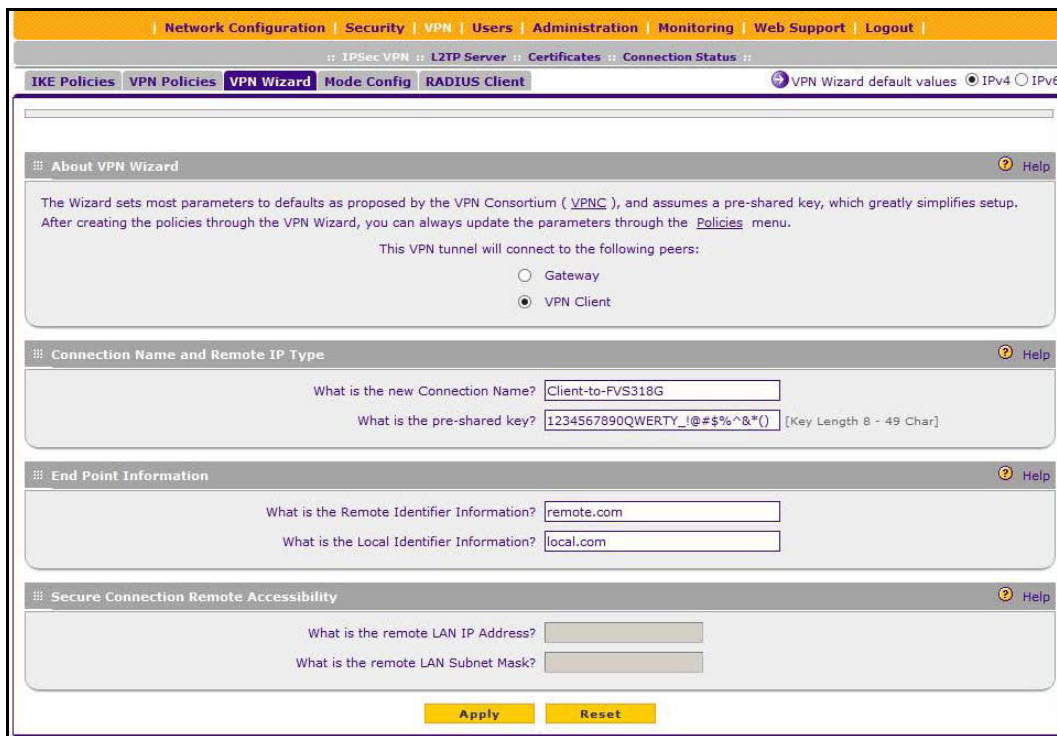 | Network Configuration | Security | VPN | Users | Administration | Monitoring | Web Support | Logout |
:: IPSec VPN :: L2TP Server :: Certificates :: Connection Status ::
IKE Policies VPN Policies VPN Wizard Mode Config RADIUS Client VPN Wizard default values IPv4 IPv6
About VPN Wizard ? Help
The Wizard sets most parameters to defaults as proposed by the VPN Consortium ( VPNC ), and assumes a pre-shared key, which greatly simplifies setup.
After creating the policies through the VPN Wizard, you can always update the parameters through the Policies menu.
This VPN tunnel will connect to the following peers:
Gateway
VPN Client
Connection Name and Remote IP Type ? Help
What is the new Connection Name? Client-to-FVS318G
What is the pre-shared key? 1234567890QWERTY_!@#$%^&*() [Key Length 8 - 49 Char]
End Point Information ? Help
What is the Remote Identifier Information? remote.com
What is the Local Identifier Information? local.com
Secure Connection Remote Accessibility ? Help
What is the remote LAN IP Address?
What is the remote LAN Subnet Mask?
Apply Reset